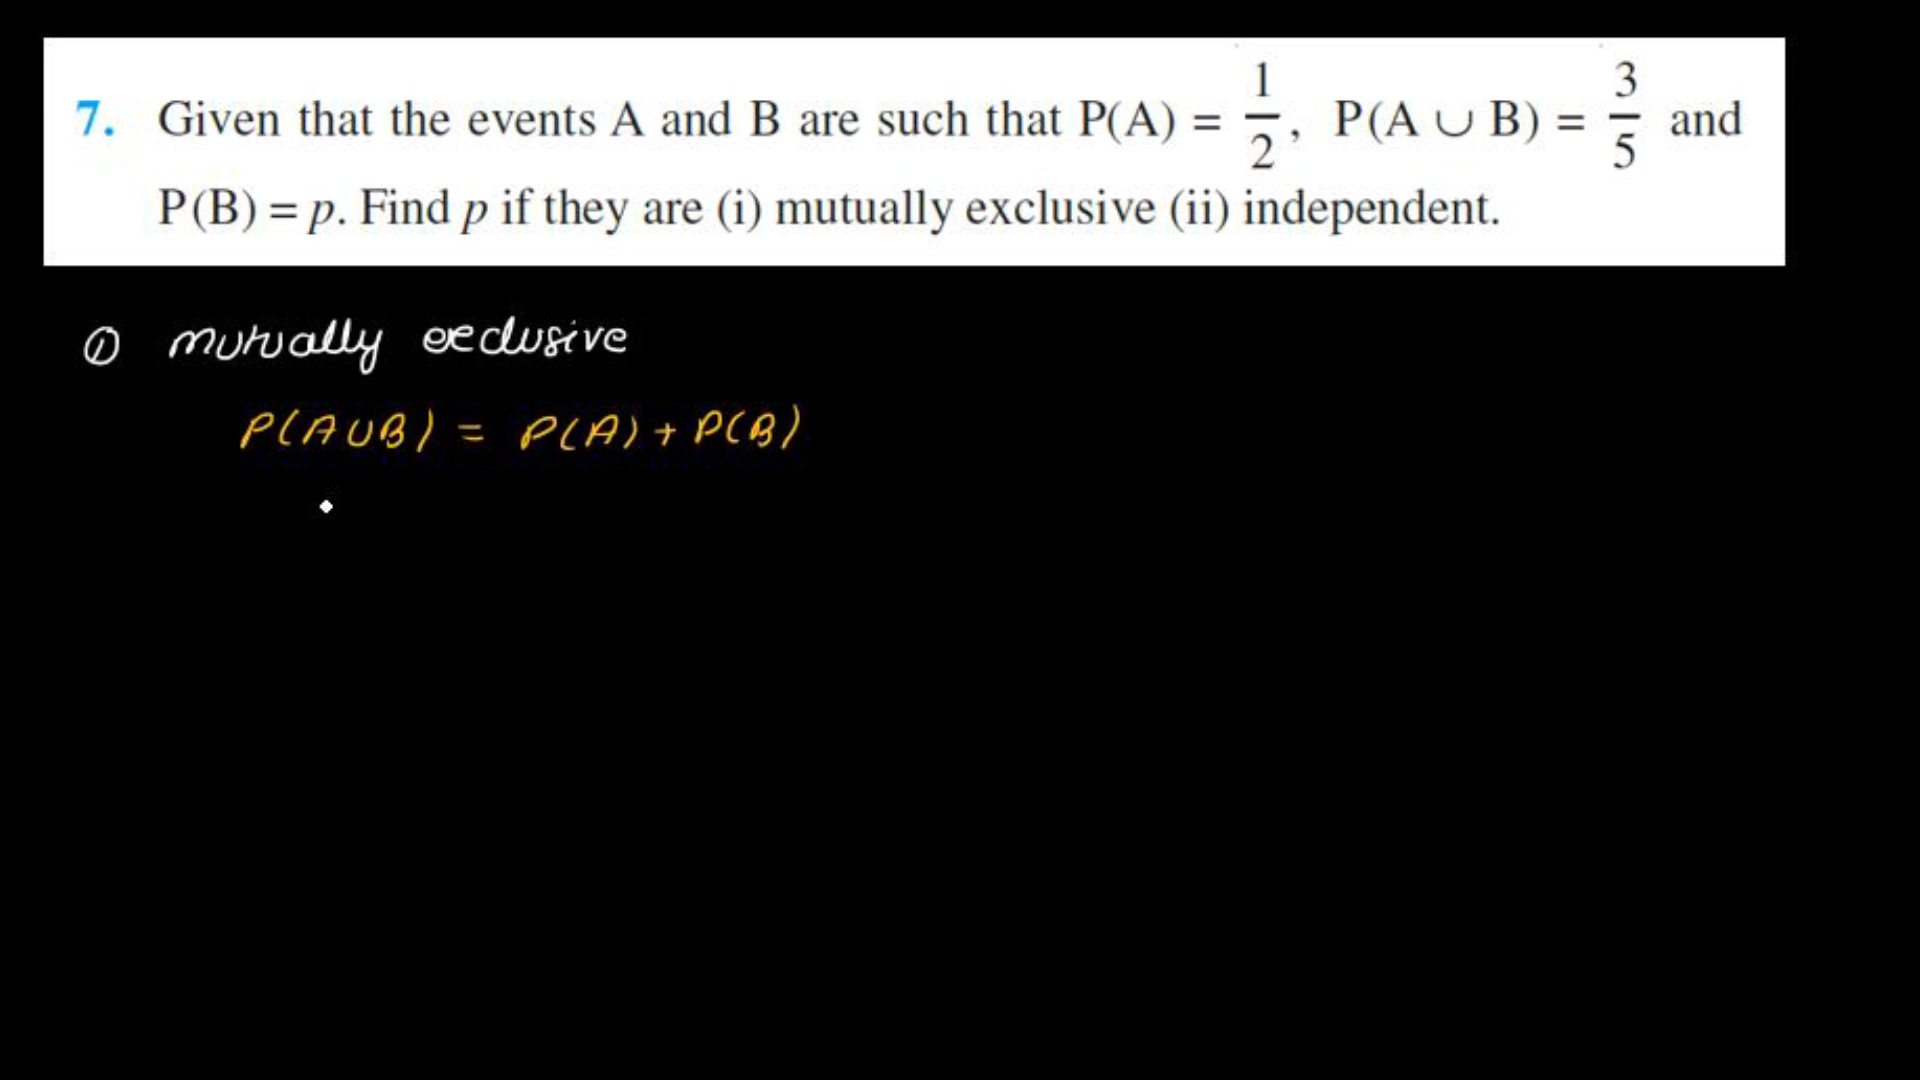 7. Given that the events A and B are such that P(A) = 1/2, P(A ∪ B) = 3/5 and
P(B) = p. Find p if they are (i) mutually exclusive (ii) independent.
① mutually exclusive
P(A∪B) = P(A) + P(B)